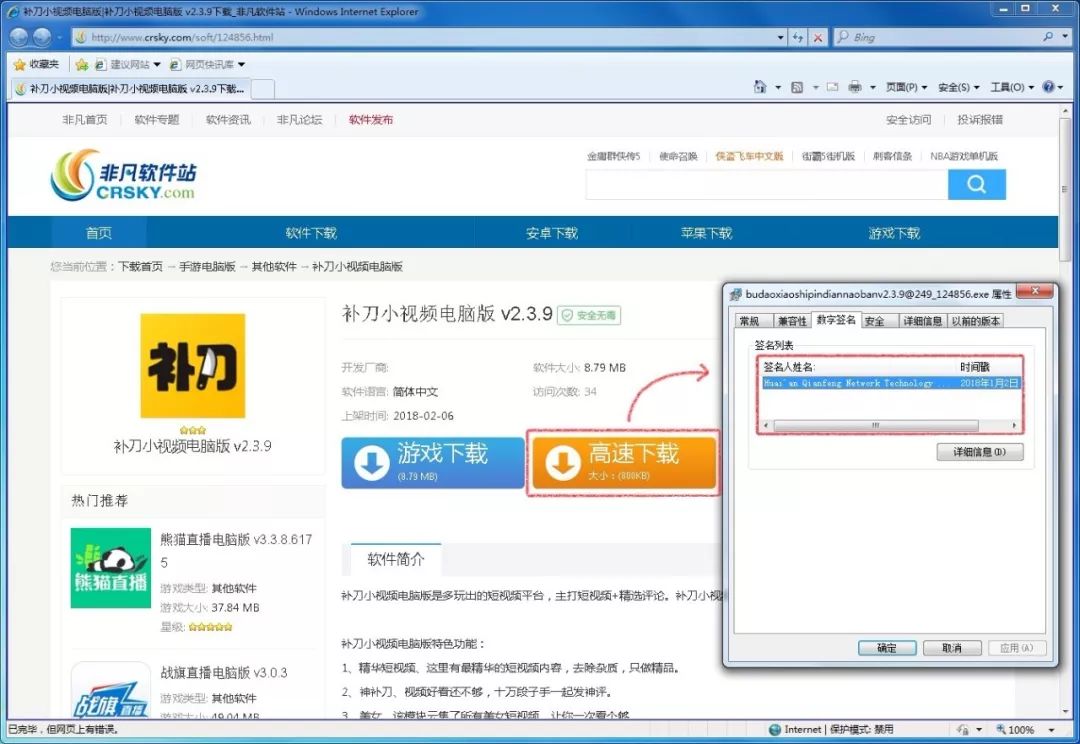 补刀小视频电脑版|补刀小视频电脑版 v2.3.9下载_非凡软件站 - Windows Internet Explorer
http://www.crsky.com/soft/124856.html
Bing
收藏夹 建议网站 网页快讯库
补刀小视频电脑版|补刀小视频电脑版 v2.3.9下载...
页面(P) 安全(S) 工具(O)
非凡首页 软件专题 软件资讯 非凡论坛 软件发布 安全访问 投诉报错
非凡软件站
CRSKY.com
金庸群侠传5 使命召唤 侠盗飞车中文版 街霸5街机版 刺客信条 NBA游戏单机版
首页 软件下载 安卓下载 苹果下载 游戏下载
您当前位置：下载首页 → 手游电脑版 → 其他软件 → 补刀小视频电脑版
补刀
补刀小视频电脑版 v2.3.9
热门推荐
熊猫直播
熊猫直播电脑版 v3.3.8.617
5
游戏类型: 其他软件
游戏大小: 37.84 MB
星级:
战旗直播
战旗直播电脑版 v3.0.3
游戏类型: 其他软件
游戏大小: 49.04 MB
补刀小视频电脑版 v2.3.9 安全无毒
开发厂商: 软件大小: 8.79 MB
软件语言: 简体中文 访问次数: 34
上架时间: 2018-02-06
游戏下载
(8.79 MB)
高速下载
大小：(800KB)
软件简介
补刀小视频电脑版是多玩出的短视频平台，主打短视频+精选评论。补刀小视
补刀小视频电脑版特色功能：
1、精华短视频、这里有最精华的短视频内容，去除杂质，只做精品。
2、神补刀、视频好看还不够，十万段子手一起发神评。
3、美女、该模块云集了所有美女短视频，让你一次看个够
budaoxiaoshipindiannaobanv2.3.9@249_124856.exe 属性
常规 兼容性 数字签名 安全 详细信息 以前的版本
签名列表
签名人姓名: 时间戳
Huai'an Qianfeng Network Technology ... 2018年1月2日
详细信息(D)
确定 取消 应用(A)
已完毕，但网页上有错误。 Internet | 保护模式: 禁用 100%